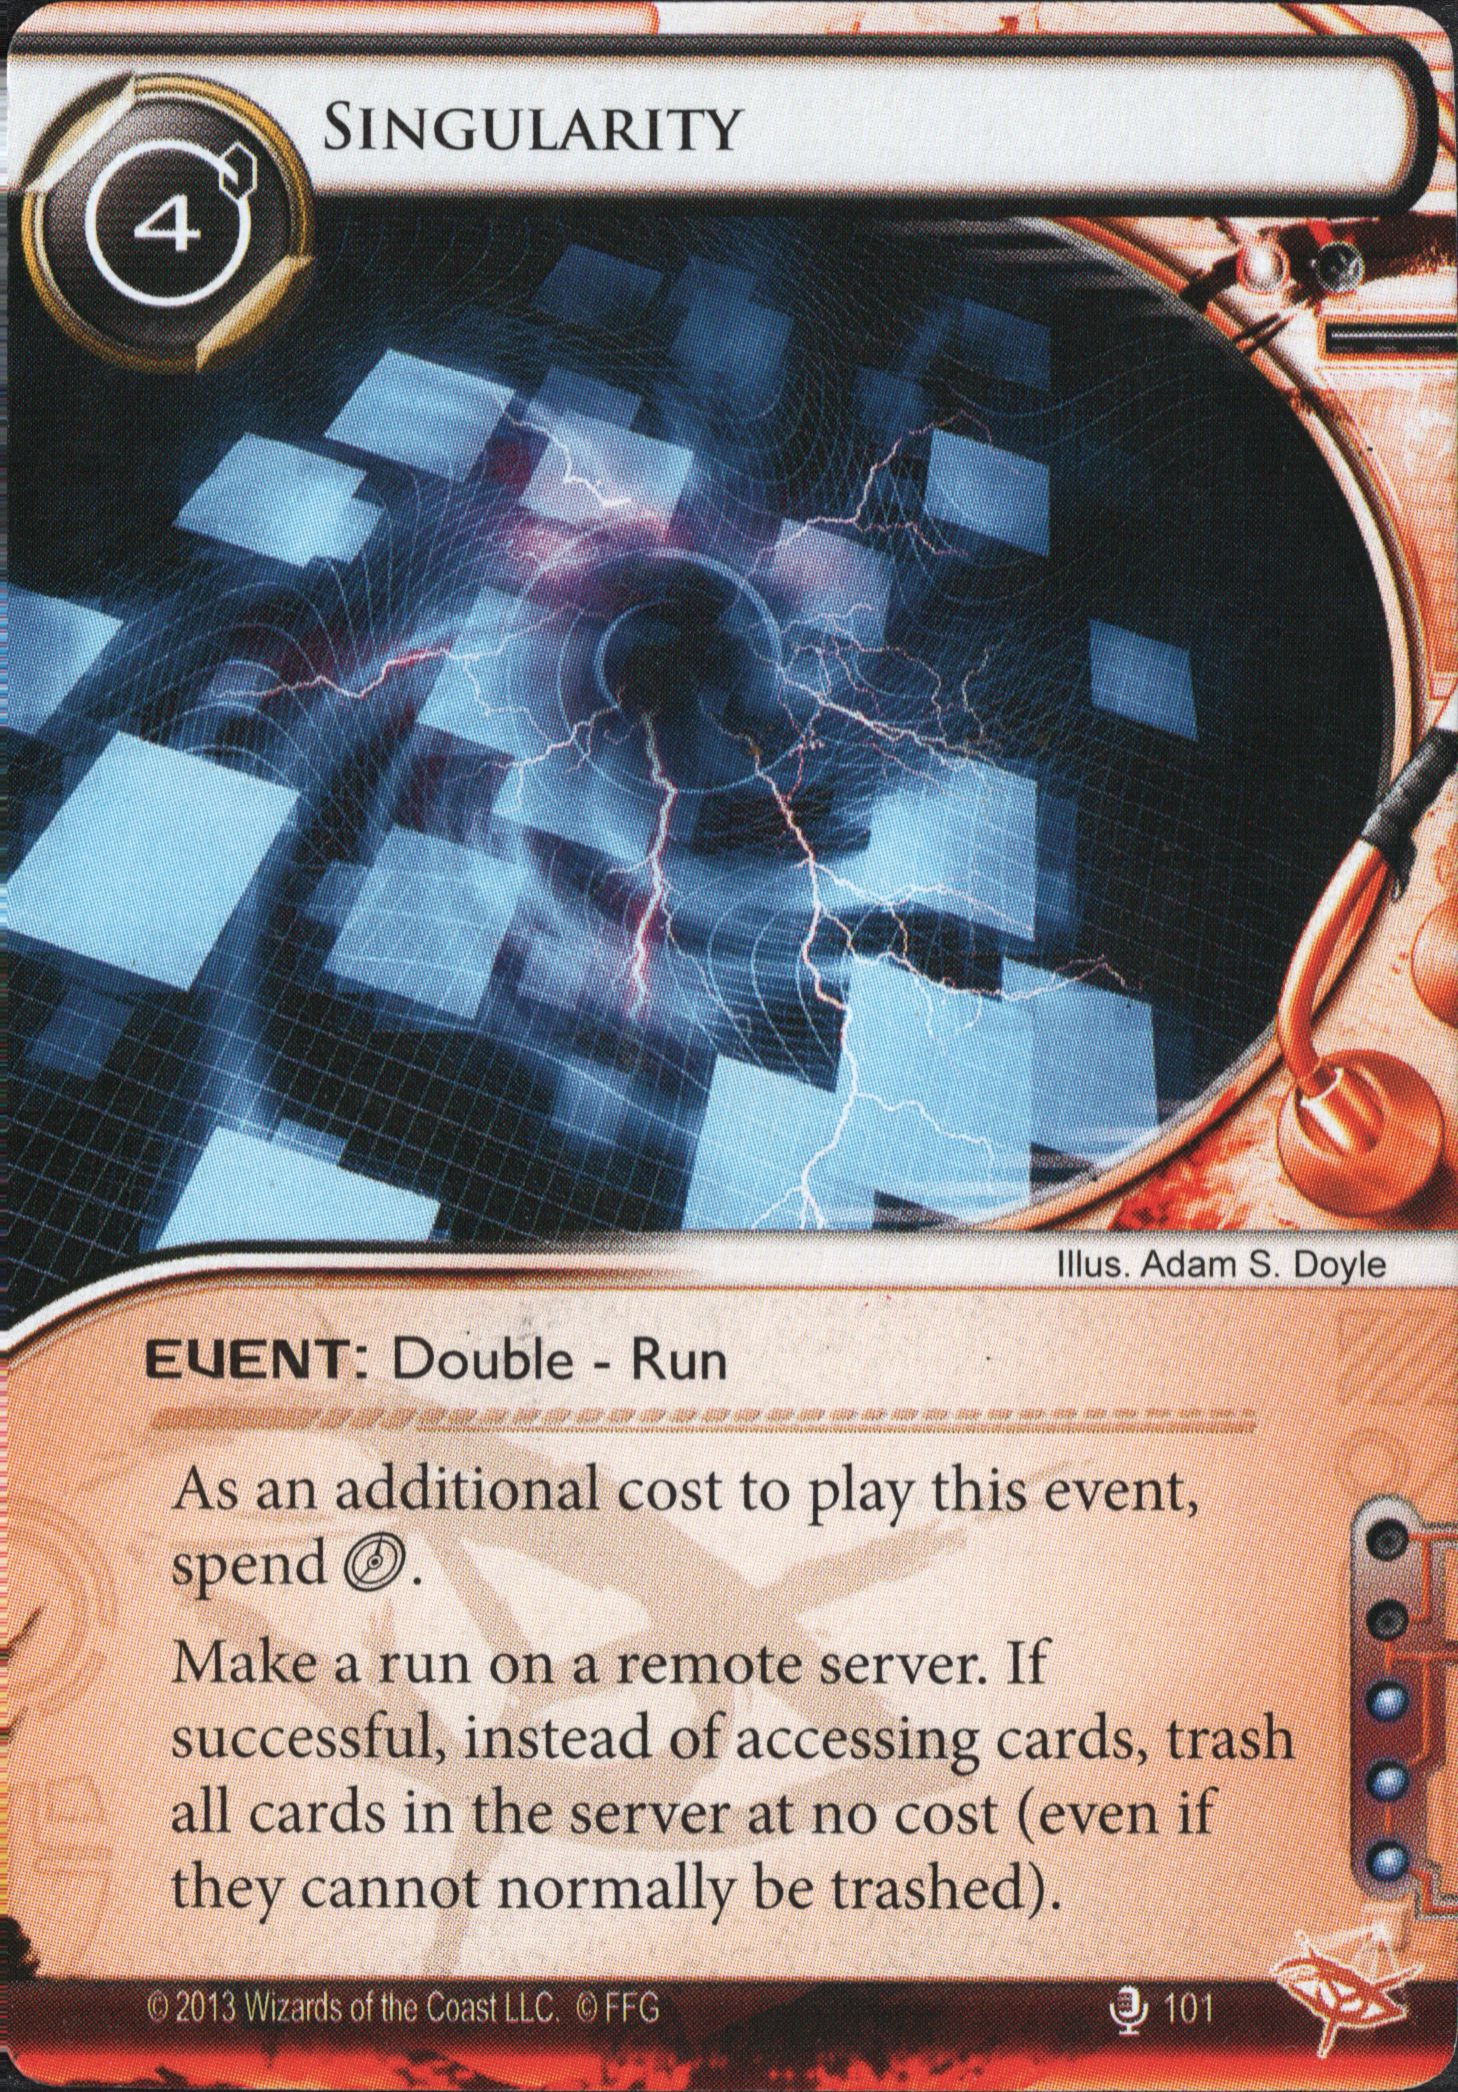 SINGULARITY
4
Illus. Adam S. Doyle
EVENT: Double - Run
As an additional cost to play this event,
spend .
Make a run on a remote server. If
successful, instead of accessing cards, trash
all cards in the server at no cost (even if
they cannot normally be trashed).
© 2013 Wizards of the Coast LLC. © FFG
101